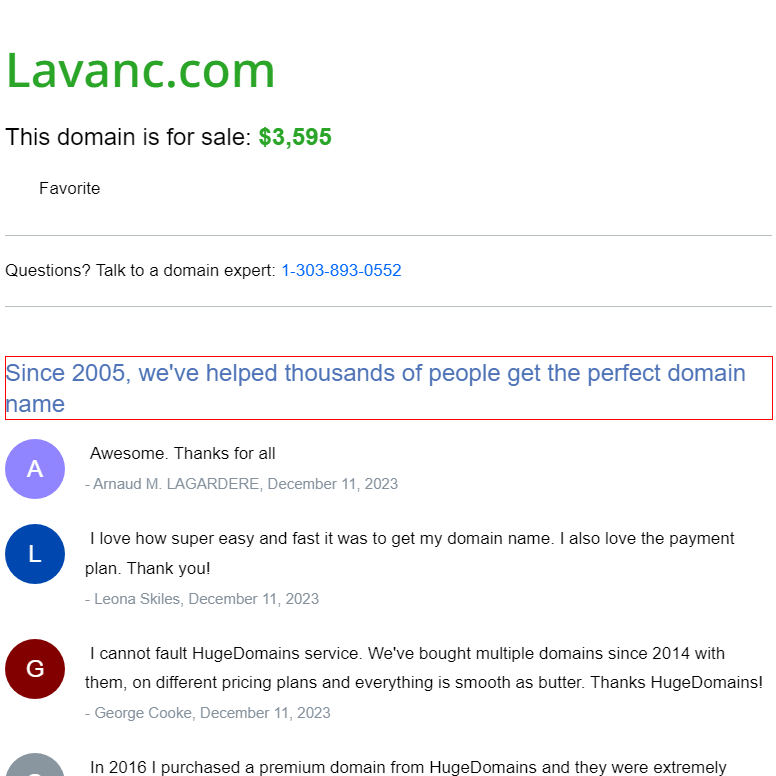 Lavanc.com
This domain is for sale: $3,595
Favorite
Questions? Talk to a domain expert: 1-303-893-0552
Since 2005, we've helped thousands of people get the perfect domain
name
A
Awesome. Thanks for all
- Arnaud M. LAGARDERE, December 11, 2023
L
I love how super easy and fast it was to get my domain name. I also love the payment
plan. Thank you!
- Leona Skiles, December 11, 2023
G
I cannot fault HugeDomains service. We've bought multiple domains since 2014 with
them, on different pricing plans and everything is smooth as butter. Thanks HugeDomains!
- George Cooke, December 11, 2023
In 2016 I purchased a premium domain from HugeDomains and they were extremely